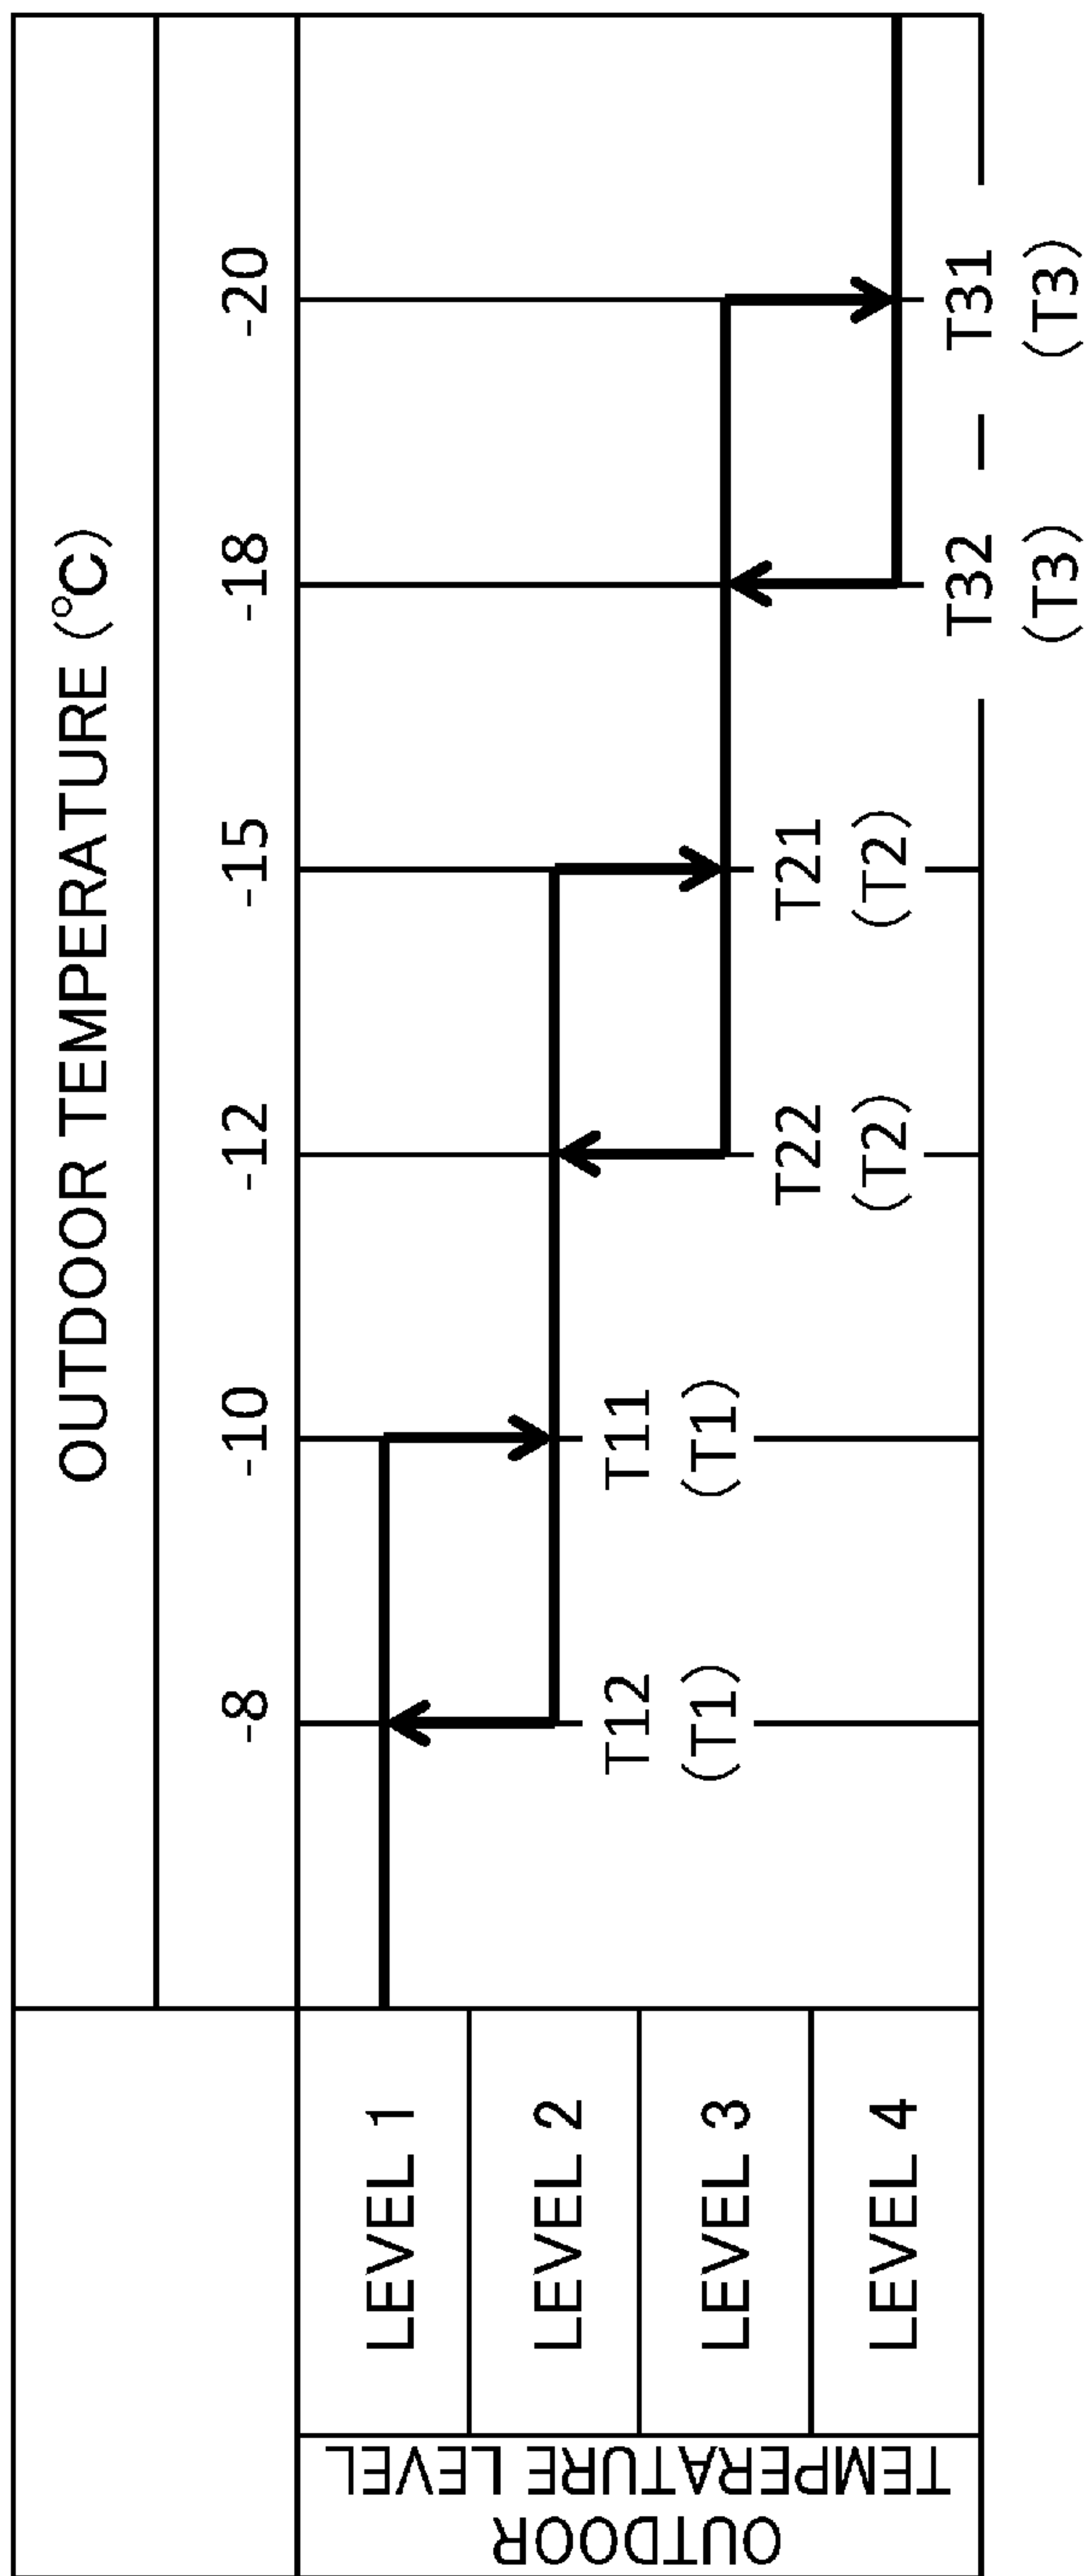 OUTDOOR TEMPERATURE (°C)
-8 -10 -12 -15 -18 -20
OUTDOOR
TEMPERATURE LEVEL
LEVEL 1
LEVEL 2
T12 T11
(T1) (T1)
LEVEL 3
T22 T21
(T2) (T2)
LEVEL 4
T32 T31
(T3) (T3)